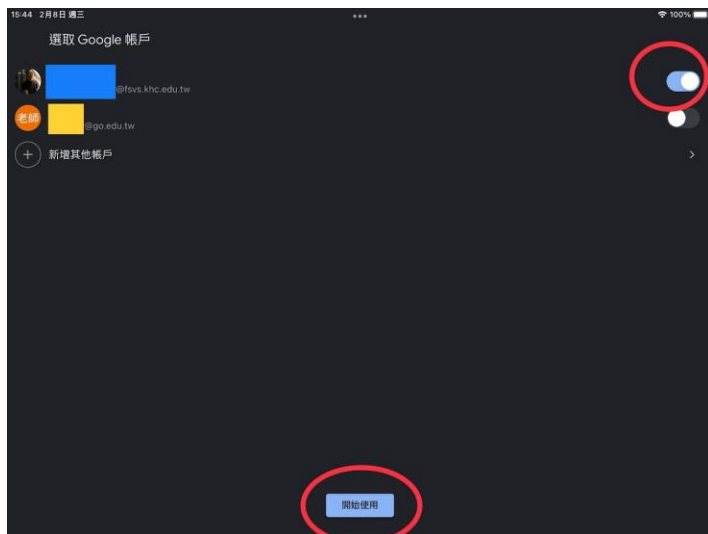 15:44 2月8日 週三 100%
選取 Google 帳戶
@fsvs.khc.edu.tw
老師
@go.edu.tw
新增其他帳戶
開始使用